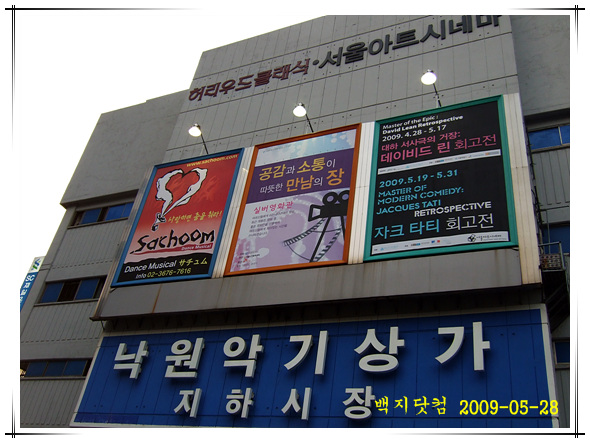 허리우드클래식·서울아트시네마
www.sachoom.com
사랑하면 춤을 춰라!
Sachoom
Dance Musical
Dance Musical サチュム
Info 02-3676-7616
공감과 소통이
따뜻한 만남의 장
실버영화관
Master of the Epic:
David Lean Retrospective
2009.4.28 - 5.17
대하 서사극의 거장:
데이비드 린 회고전
2009.5.19 - 5.31
MASTER OF
MODERN COMEDY:
JACQUES TATI
RETROSPECTIVE
자크 타티 회고전
낙원악기상가
지하시장
백지닷컴 2009-05-28